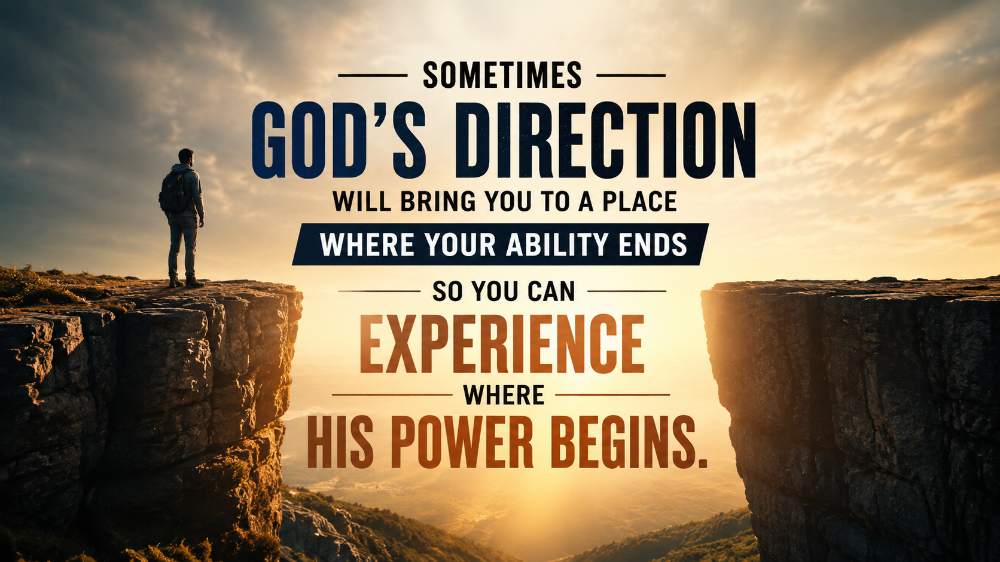 SOMETIMES
GOD'S DIRECTION
WILL BRING YOU TO A PLACE
WHERE YOUR ABILITY ENDS
SO YOU CAN
EXPERIENCE
WHERE
HIS POWER BEGINS.